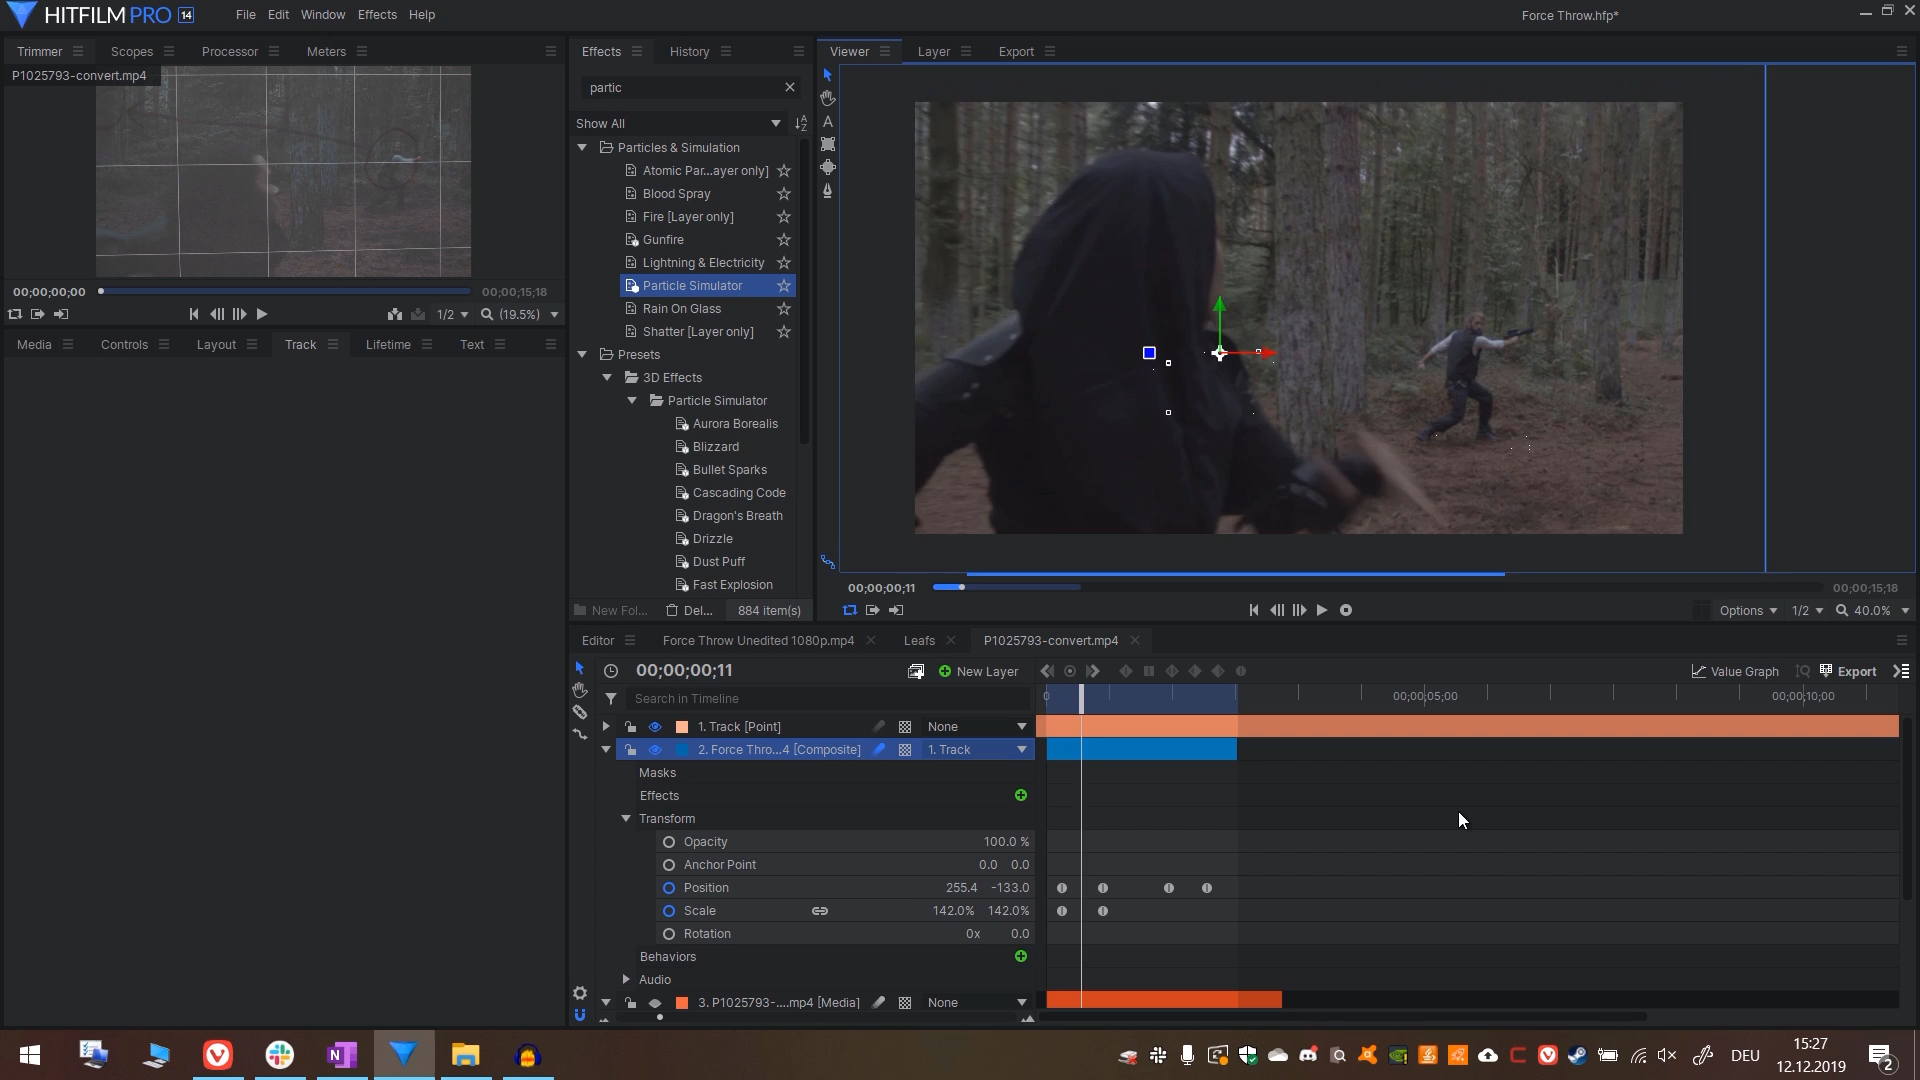 HITFILM PRO 14 File Edit Window Effects Help Force Throw.hfp*
Trimmer Scopes Processor Meters
P1025793-convert.mp4
00;00;00;00 00;00;15;18
1/2 (19.5%)
Media Controls Layout Track Lifetime Text
Effects History
partic
Show All
Particles & Simulation
Atomic Par...ayer only]
Blood Spray
Fire [Layer only]
Gunfire
Lightning & Electricity
Particle Simulator
Rain On Glass
Shatter [Layer only]
Presets
3D Effects
Particle Simulator
Aurora Borealis
Blizzard
Bullet Sparks
Cascading Code
Dragon's Breath
Drizzle
Dust Puff
Fast Explosion
New Fol... Del... 884 item(s)
Viewer Layer Export
A
00;00;00;11 00;00;15;18
Options 1/2 40.0%
Editor Force Throw Unedited 1080p.mp4 Leafs P1025793-convert.mp4
00;00;00;11 New Layer Value Graph Export
Search in Timeline 0 00;00;05;00 00;00;10;00
1. Track [Point] None
2. Force Thro...4 [Composite] 1. Track
Masks
Effects
Transform
Opacity 100.0 %
Anchor Point 0.0 0.0
Position 255.4 -133.0
Scale 142.0% 142.0%
Rotation 0x 0.0
Behaviors
Audio
3. P1025793-....mp4 [Media] None
DEU 15:27
12.12.2019 2